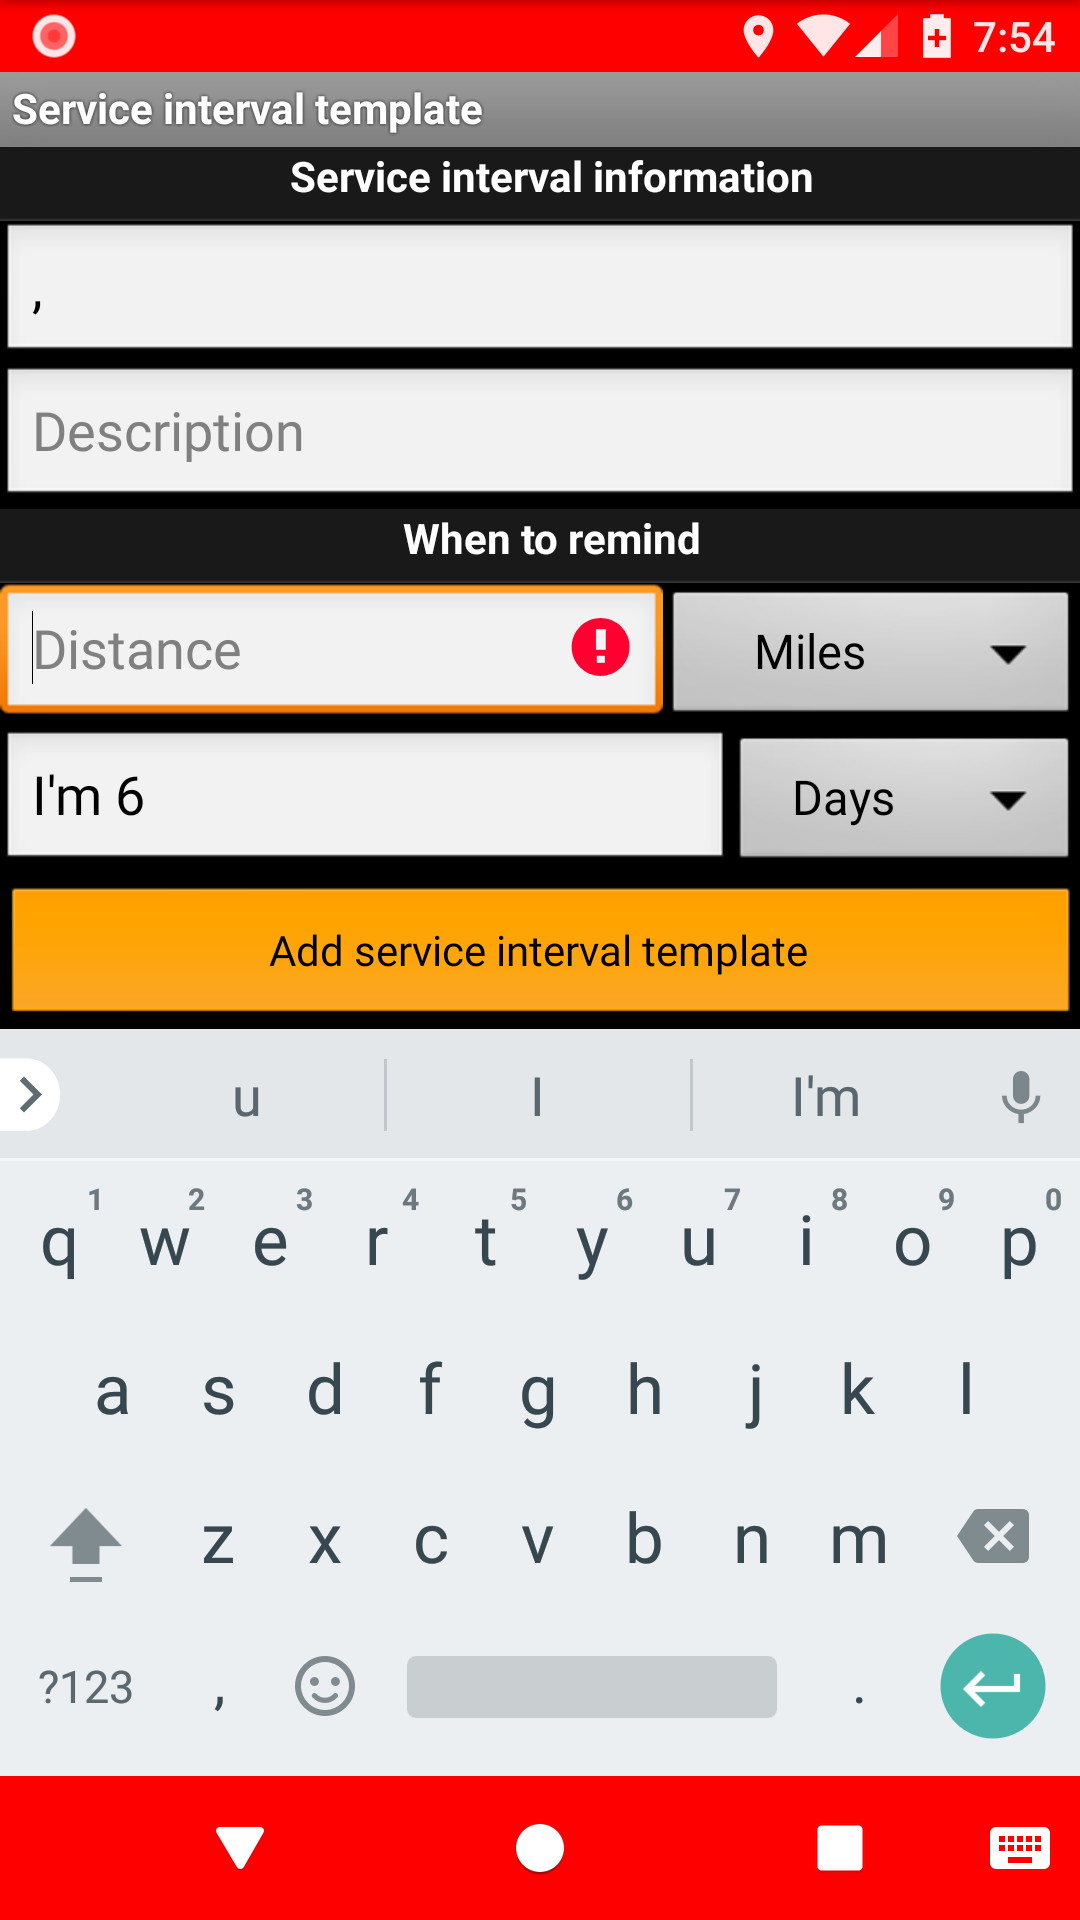 7:54
Service interval template
Service interval information
,
Description
When to remind
Distance Miles
I'm 6 Days
Add service interval template
u I I'm
1 2 3 4 5 6 7 8 9 0
q w e r t y u i o p
a s d f g h j k l
z x c v b n m
?123 , .